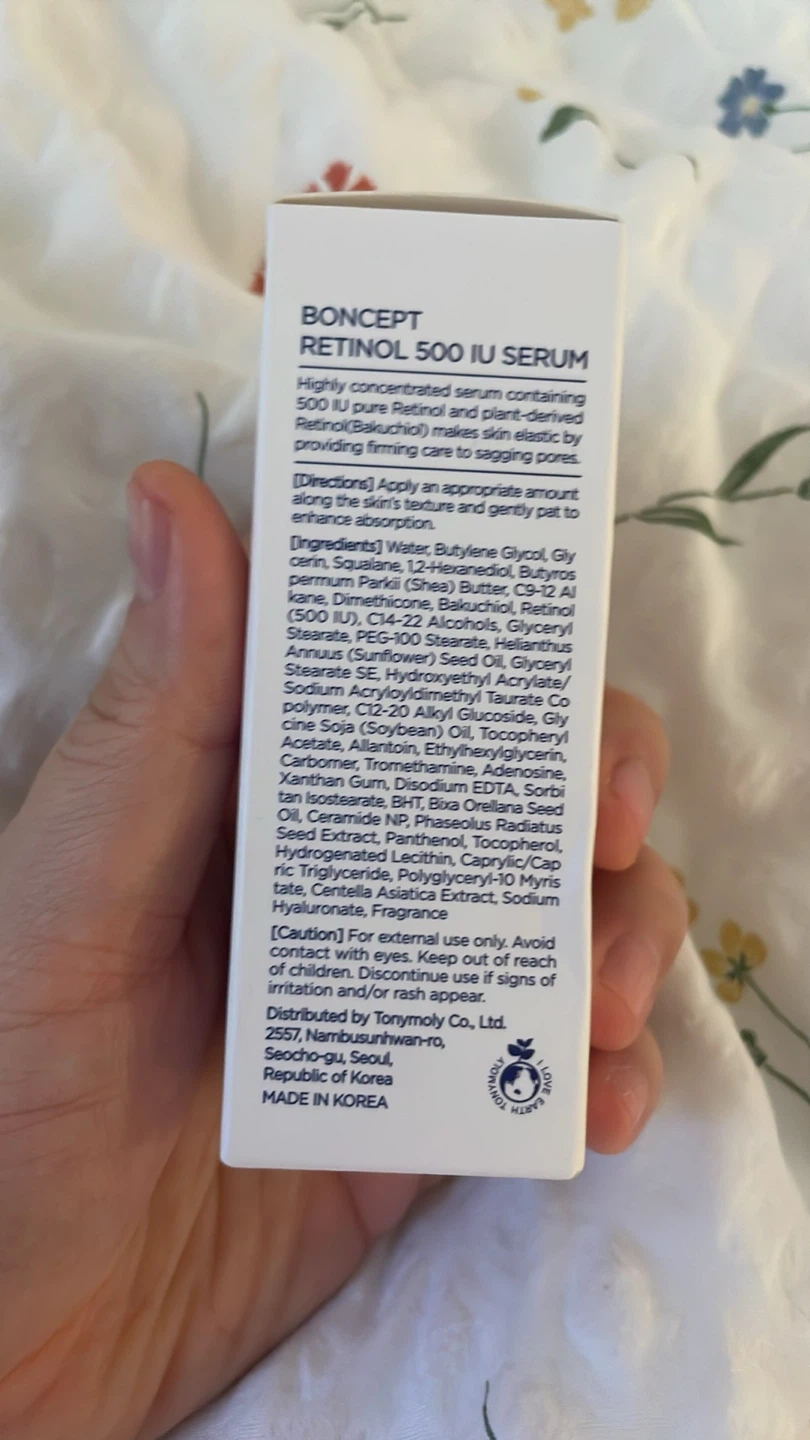 BONCEPT
RETINOL 500 IU SERUM
Highly concentrated serum containing
500 IU pure Retinol and plant-derived
Retinol(Bakuchiol) makes skin elastic by
providing firming care to sagging pores.
[Directions] Apply an appropriate amount
along the skin's texture and gently pat to
enhance absorption.
[Ingredients] Water, Butylene Glycol, Gly
cerin, Squalane, 1,2-Hexanediol, Butyros
permum Parkii (Shea) Butter, C9-12 Al
kane, Dimethicone, Bakuchiol, Retinol
(500 IU), C14-22 Alcohols, Glyceryl
Stearate, PEG-100 Stearate, Helianthus
Annuus (Sunflower) Seed Oil, Glyceryl
Stearate SE, Hydroxyethyl Acrylate/
Sodium Acryloyldimethyl Taurate Co
polymer, C12-20 Alkyl Glucoside, Gly
cine Soja (Soybean) Oil, Tocopheryl
Acetate, Allantoin, Ethylhexylglycerin,
Carbomer, Tromethamine, Adenosine,
Xanthan Gum, Disodium EDTA, Sorbi
tan Isostearate, BHT, Bixa Orellana Seed
Oil, Ceramide NP, Phaseolus Radiatus
Seed Extract, Panthenol, Tocopherol,
Hydrogenated Lecithin, Caprylic/Cap
ric Triglyceride, Polyglyceryl-10 Myris
tate, Centella Asiatica Extract, Sodium
Hyaluronate, Fragrance
[Caution] For external use only. Avoid
contact with eyes. Keep out of reach
of children. Discontinue use if signs of
irritation and/or rash appear.
Distributed by Tonymoly Co., Ltd.
2557, Nambusunhwan-ro,
Seocho-gu, Seoul,
Republic of Korea
MADE IN KOREA
I LOVE EARTH TONYMOLY